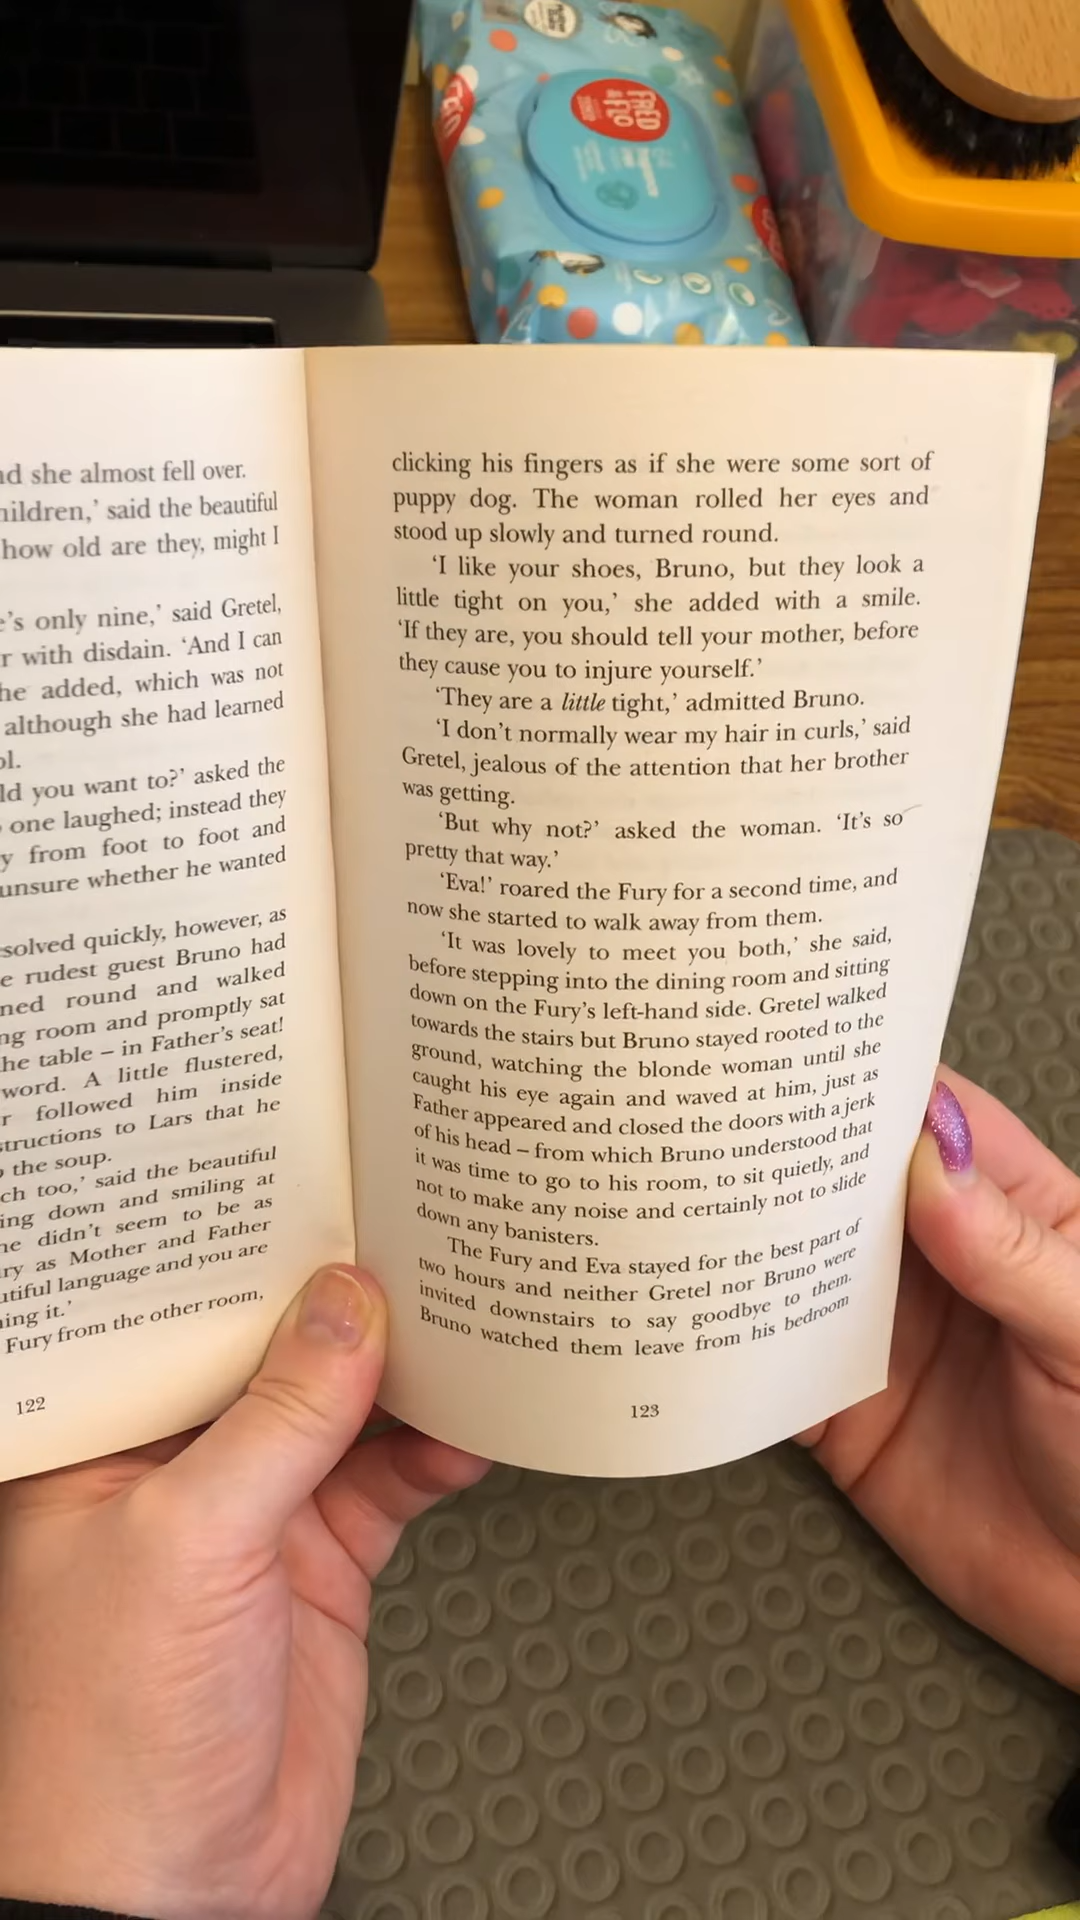 FRED
& FLO
nd she almost fell over.
hildren,’ said the beautiful
how old are they, might I
e’s only nine,’ said Gretel,
r with disdain. ‘And I can
he added, which was not
although she had learned
ol.
ld you want to?’ asked the
one laughed; instead they
y from foot to foot and
unsure whether he wanted
solved quickly, however, as
e rudest guest Bruno had
ned round and walked
ng room and promptly sat
he table – in Father’s seat!
word. A little flustered,
r followed him inside
structions to Lars that he
the soup.
ch too,’ said the beautiful
ing down and smiling at
he didn’t seem to be as
ry as Mother and Father
utiful language and you are
ning it.’
Fury from the other room,
122
clicking his fingers as if she were some sort of
puppy dog. The woman rolled her eyes and
stood up slowly and turned round.
‘I like your shoes, Bruno, but they look a
little tight on you,’ she added with a smile.
‘If they are, you should tell your mother, before
they cause you to injure yourself.’
‘They are a little tight,’ admitted Bruno.
‘I don’t normally wear my hair in curls,’ said
Gretel, jealous of the attention that her brother
was getting.
‘But why not?’ asked the woman. ‘It’s so
pretty that way.’
‘Eva!’ roared the Fury for a second time, and
now she started to walk away from them.
‘It was lovely to meet you both,’ she said,
before stepping into the dining room and sitting
down on the Fury’s left-hand side. Gretel walked
towards the stairs but Bruno stayed rooted to the
ground, watching the blonde woman until she
caught his eye again and waved at him, just as
Father appeared and closed the doors with a jerk
of his head – from which Bruno understood that
it was time to go to his room, to sit quietly, and
not to make any noise and certainly not to slide
down any banisters.
The Fury and Eva stayed for the best part of
two hours and neither Gretel nor Bruno were
invited downstairs to say goodbye to them.
Bruno watched them leave from his bedroom
123